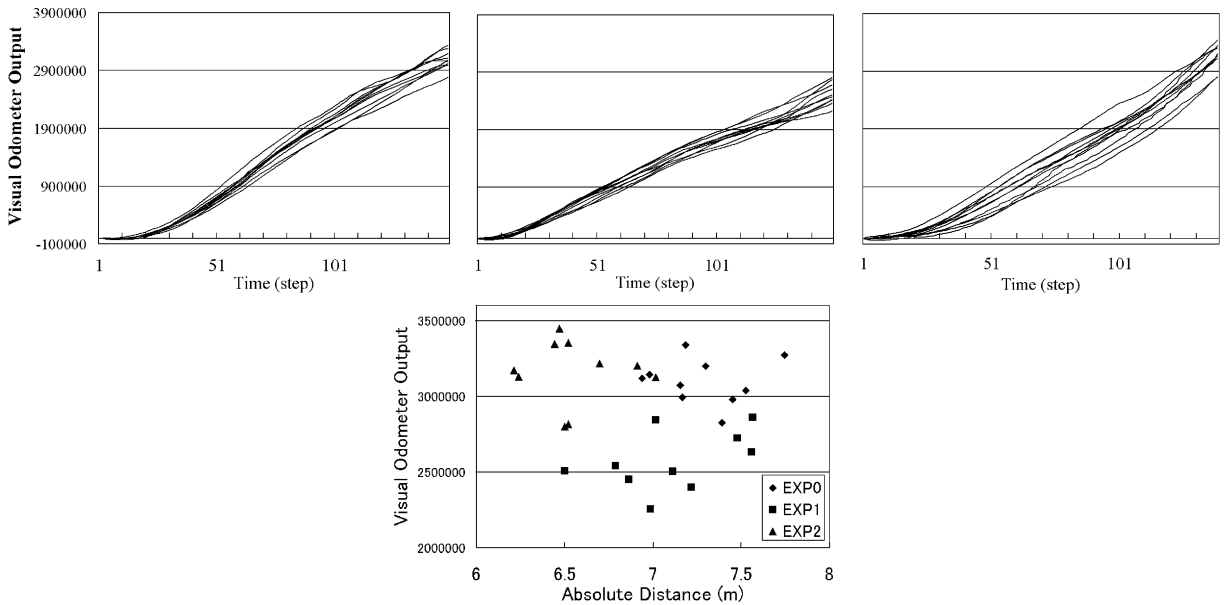 Visual Odometer Output
3900000
2900000
1900000
900000
-100000
1 51 101
Time (step)
1 51 101
Time (step)
1 51 101
Time (step)
Visual Odometer Output
3500000
3000000
2500000
2000000
6 6.5 7 7.5 8
Absolute Distance (m)
EXP0
EXP1
EXP2